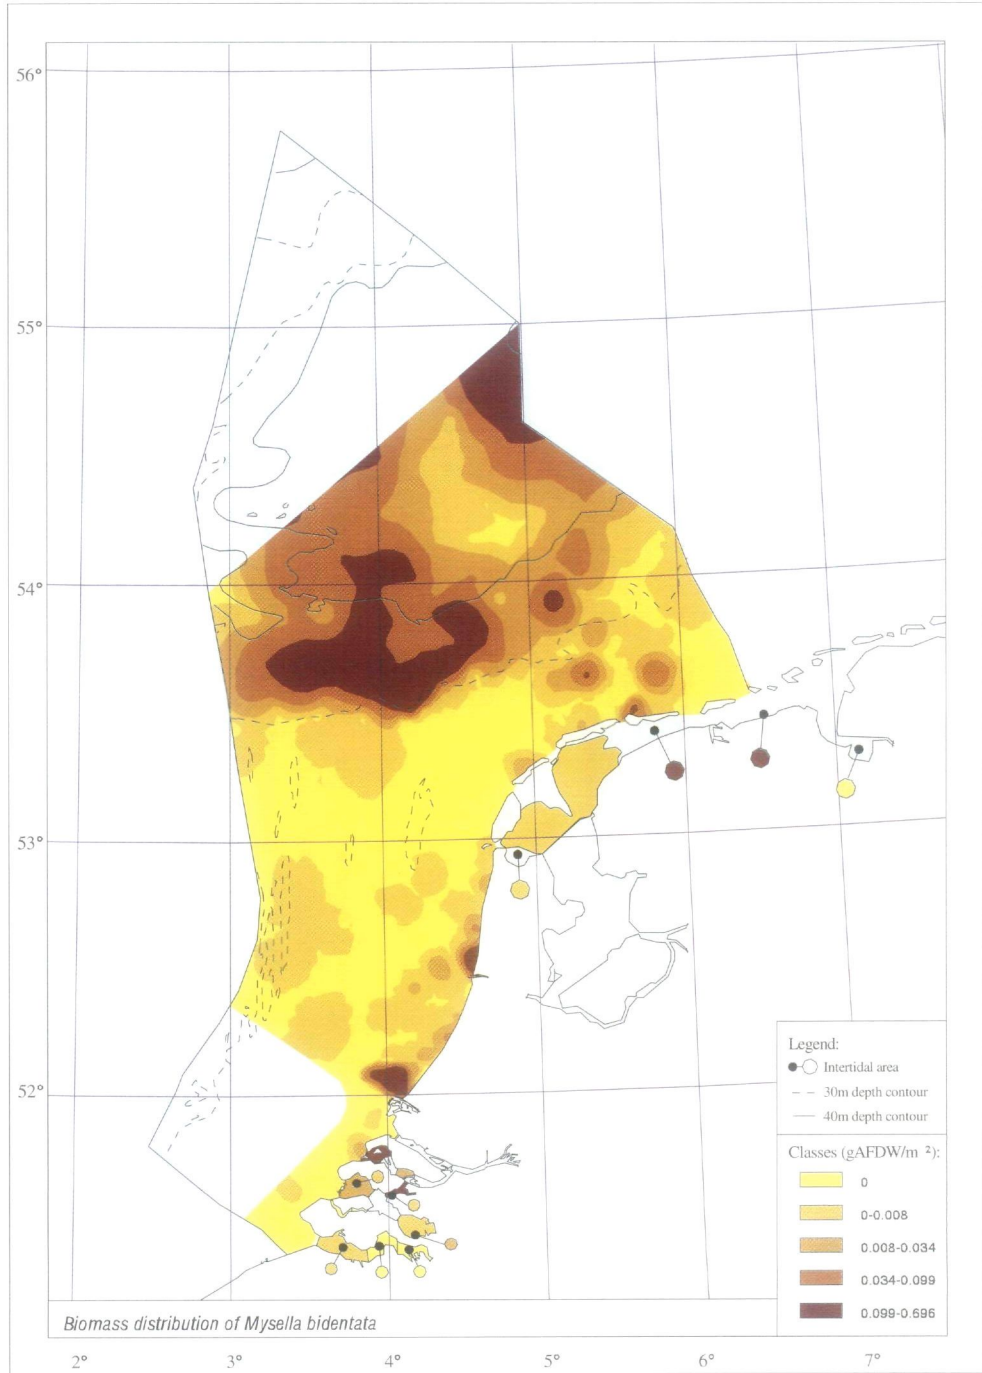 56°
55°
54°
53°
52°
Legend:
Intertidal area
30m depth contour
40m depth contour
Classes (gAFDW/m ²):
0
0-0.008
0.008-0.034
0.034-0.099
0.099-0.696
Biomass distribution of Mysella bidentata
2° 3° 4° 5° 6° 7°